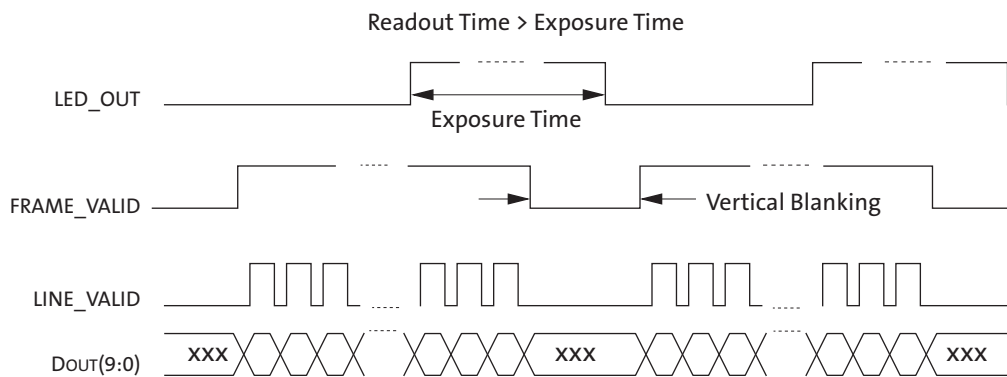 Readout Time > Exposure Time
LED_OUT
Exposure Time
FRAME_VALID
Vertical Blanking
LINE_VALID
DOUT(9:0)
XXX
XXX
XXX